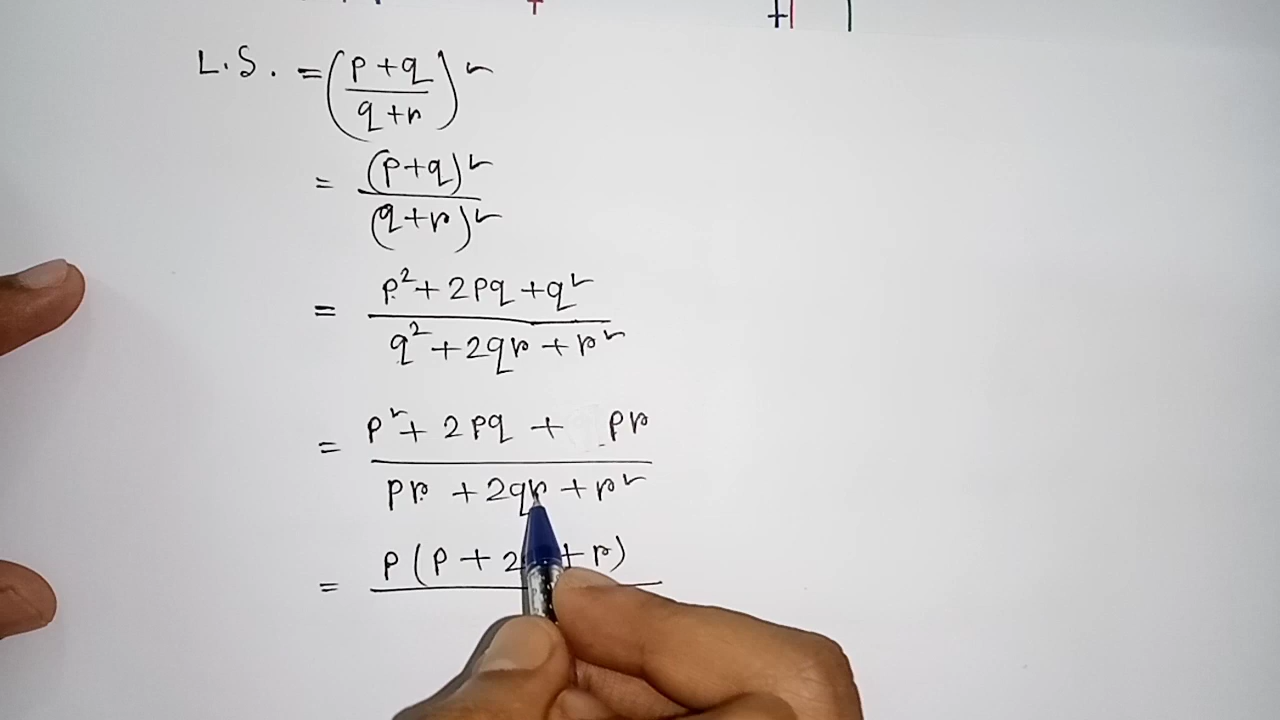 L.S. = (p+q / q+r)²
= (p+q)² / (q+r)²
= p²+2pq+q² / q²+2qr+r²
= p²+2pq+ pr / pr +2qr+r²
= p(p+2 +r)